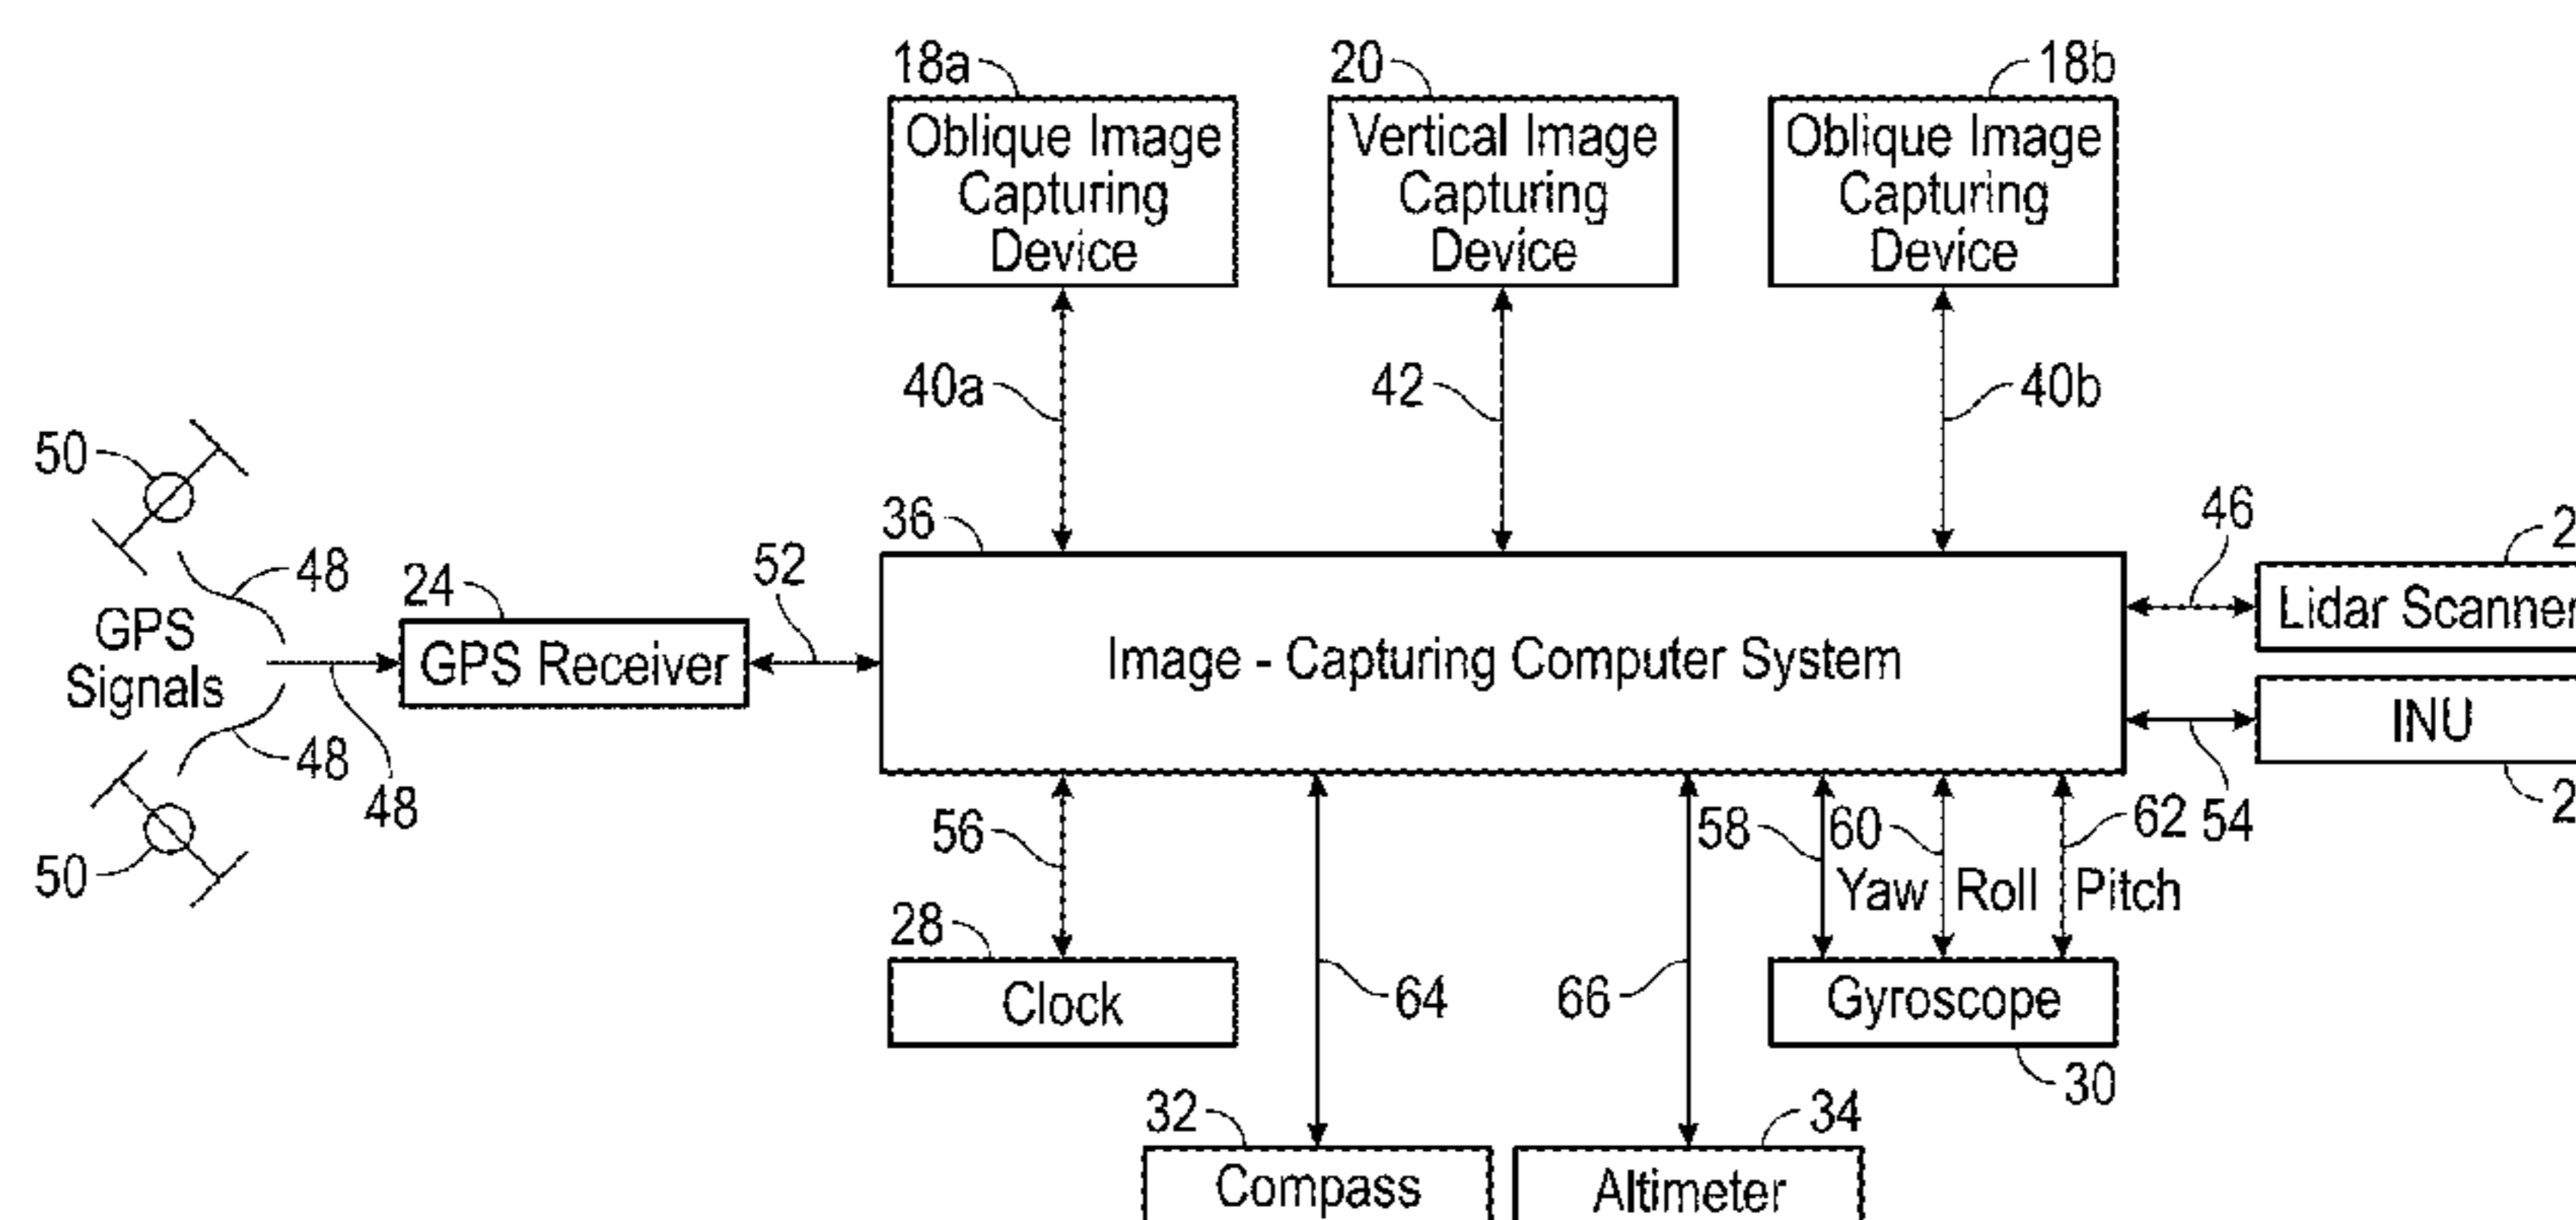 18a
20
18b
Oblique Image
Capturing
Device
Vertical Image
Capturing
Device
Oblique Image
Capturing
Device
40a
42
40b
50
48
GPS
Signals
48
48
50
24
GPS Receiver
52
36
Image - Capturing Computer System
46
Lidar Scanner
INU
54
56
28
Clock
64
32
Compass
66
34
Altimeter
58
60
62
Yaw
Roll
Pitch
Gyroscope
30